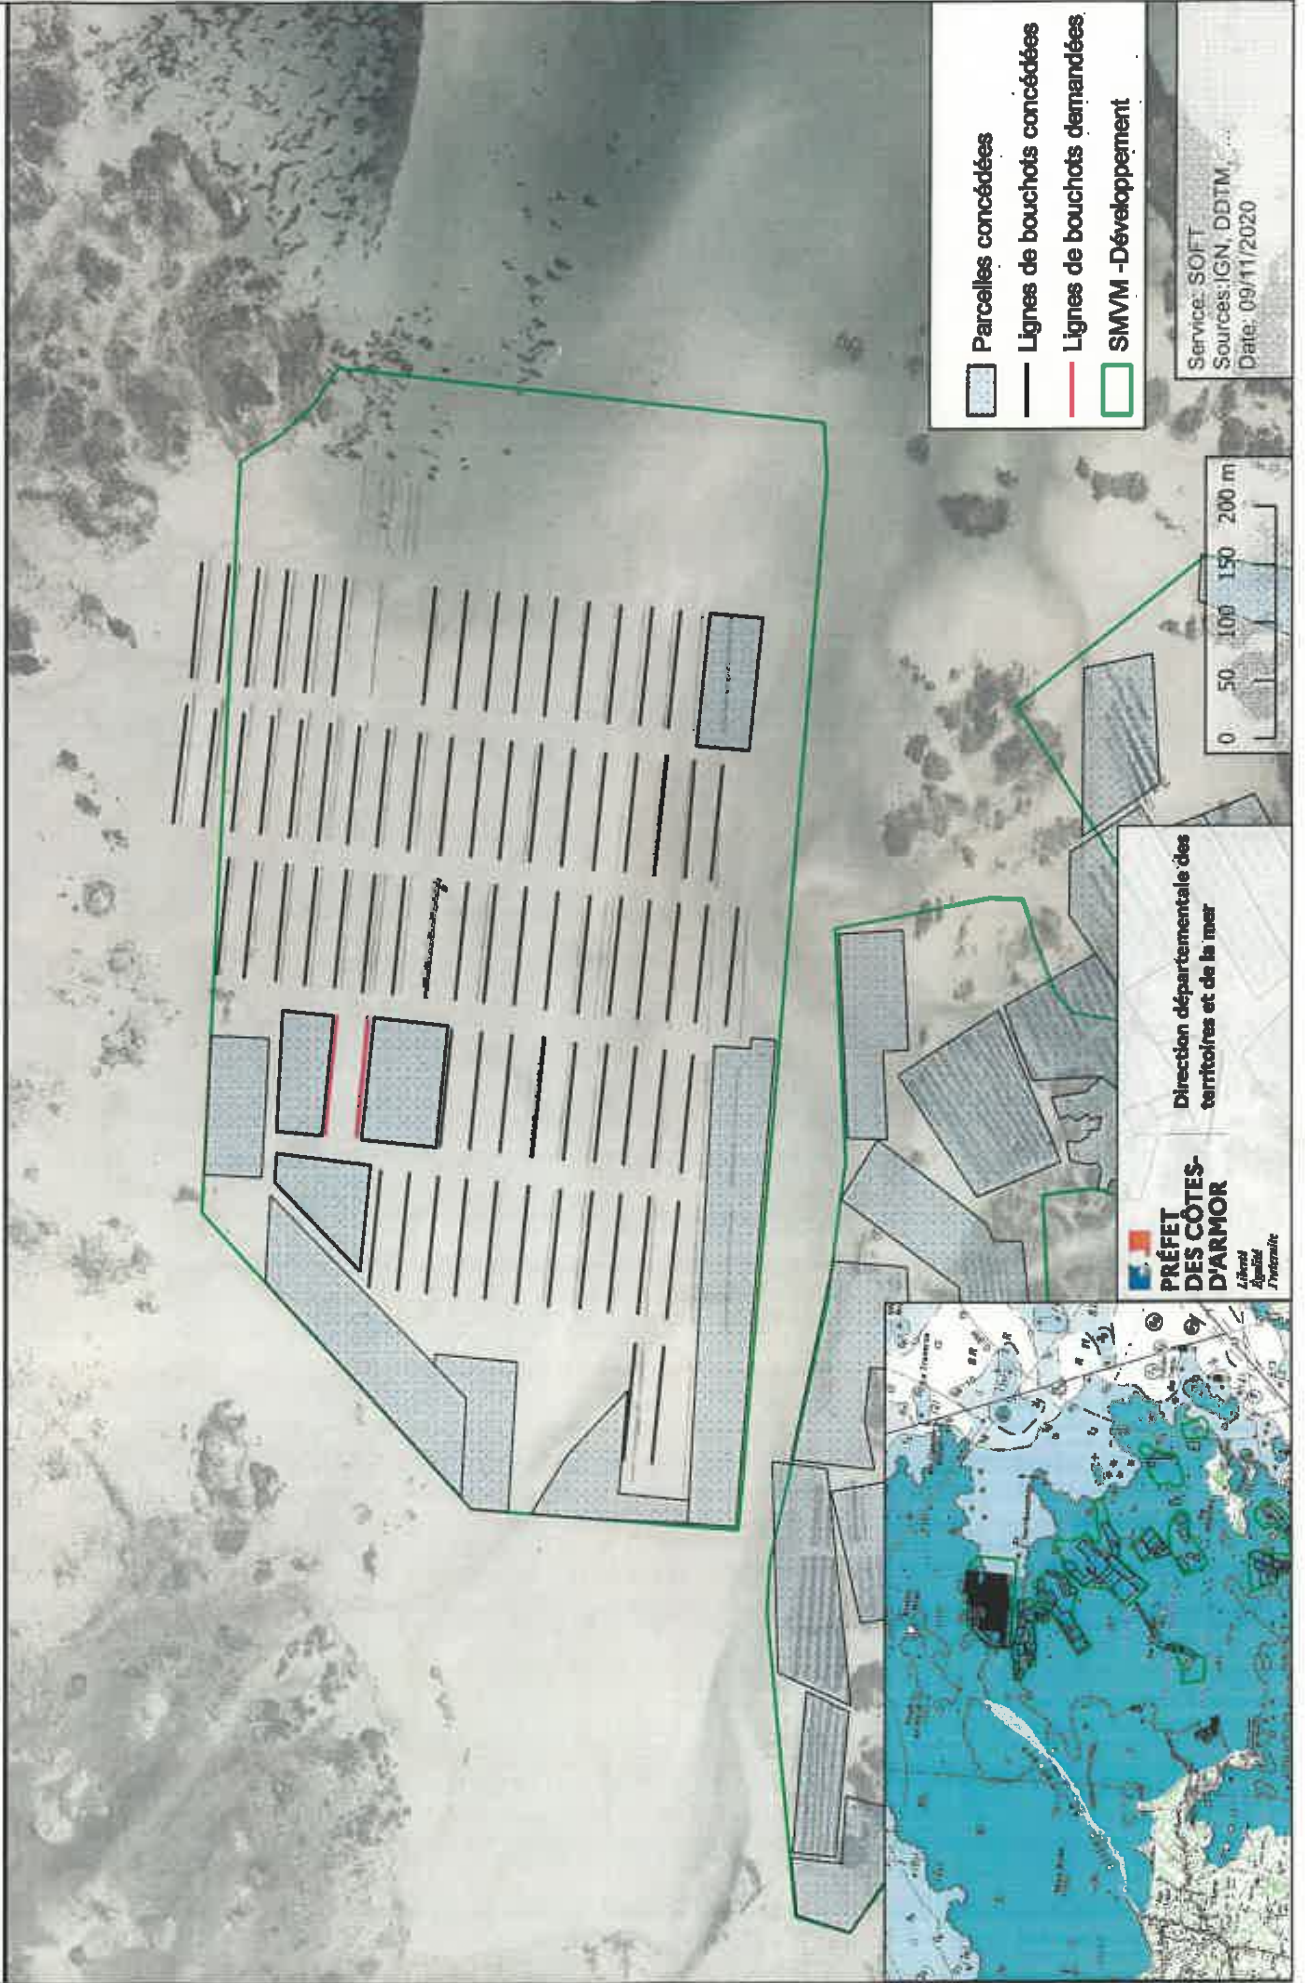 Parcelles concédées
Lignes de bouchots concédées
Lignes de bouchots demandées
SMVM -Développement
Service: SOFT
Sources:IGN, DDTM, ...
Date: 09/11/2020
0 50 100 150 200 m
PRÉFET
DES CÔTES-
D'ARMOR
Liberté
Égalité
Fraternité
Direction départementale des
territoires et de la mer